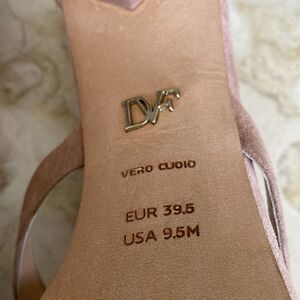 DVF
VERO CUOIO
EUR 39.5
USA 9.5M